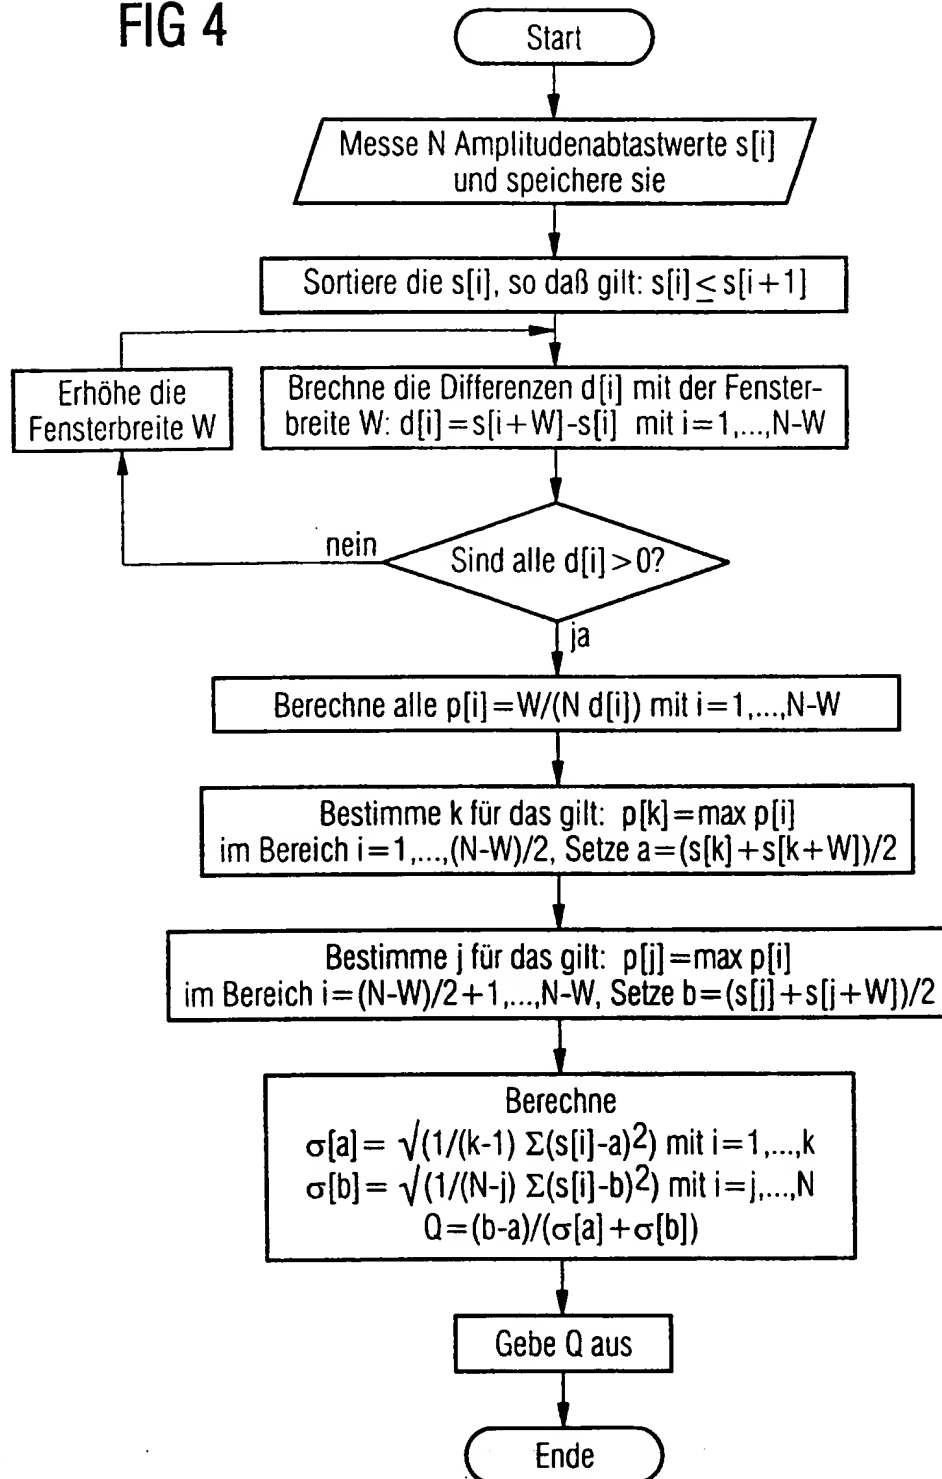 FIG 4
Start
Messe N Amplitudenabtastwerte s[i]
und speichere sie
Sortiere die s[i], so daß gilt: s[i]≤s[i+1]
Erhöhe die
Fensterbreite W
Brechne die Differenzen d[i] mit der Fenster-
breite W: d[i]=s[i+W]-s[i] mit i=1,...,N-W
nein
Sind alle d[i]>0?
ja
Berechne alle p[i]=W/(N d[i]) mit i=1,...,N-W
Bestimme k für das gilt: p[k]=max p[i]
im Bereich i=1,...,(N-W)/2, Setze a=(s[k]+s[k+W])/2
Bestimme j für das gilt: p[j]=max p[i]
im Bereich i=(N-W)/2+1,...,N-W, Setze b=(s[j]+s[j+W])/2
Berechne
σ[a]= √(1/(k-1) Σ(s[i]-a)2) mit i=1,...,k
σ[b]= √(1/(N-j) Σ(s[i]-b)2) mit i=j,...,N
Q=(b-a)/(σ[a]+σ[b])
Gebe Q aus
Ende